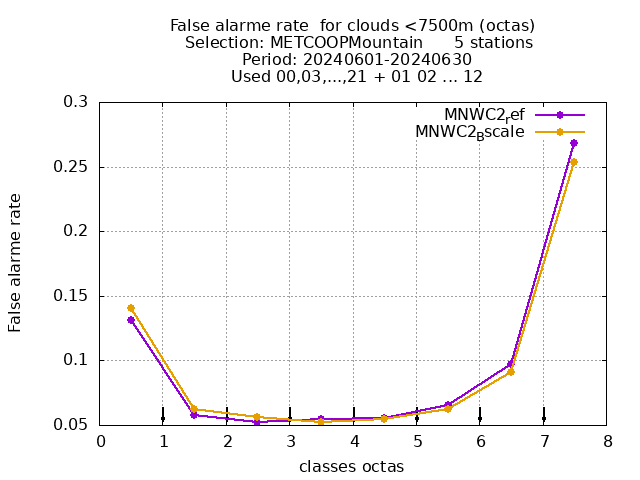 False alarme rate  for clouds <7500m (octas)
Selection: METCOOPMountain      5 stations
Period: 20240601-20240630
Used 00,03,...,21 + 01 02 ... 12
MNWC2ref
MNWC2Bscale
0.3
0.25
0.2
0.15
0.1
0.05
False alarme rate
0 1 2 3 4 5 6 7 8
classes octas